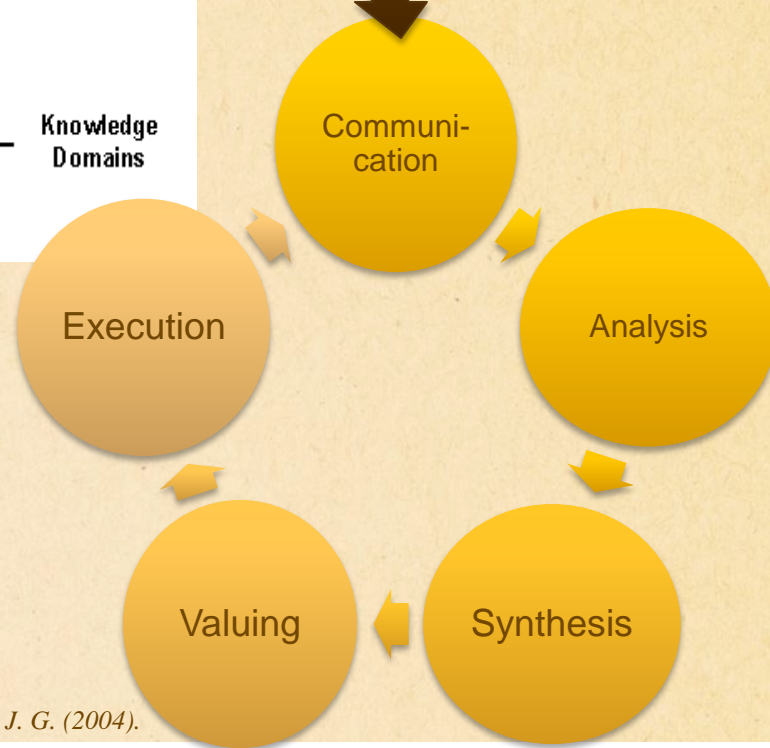 Knowledge
Domains
Communi-
cation
Analysis
Synthesis
Valuing
Execution
J. G. (2004).